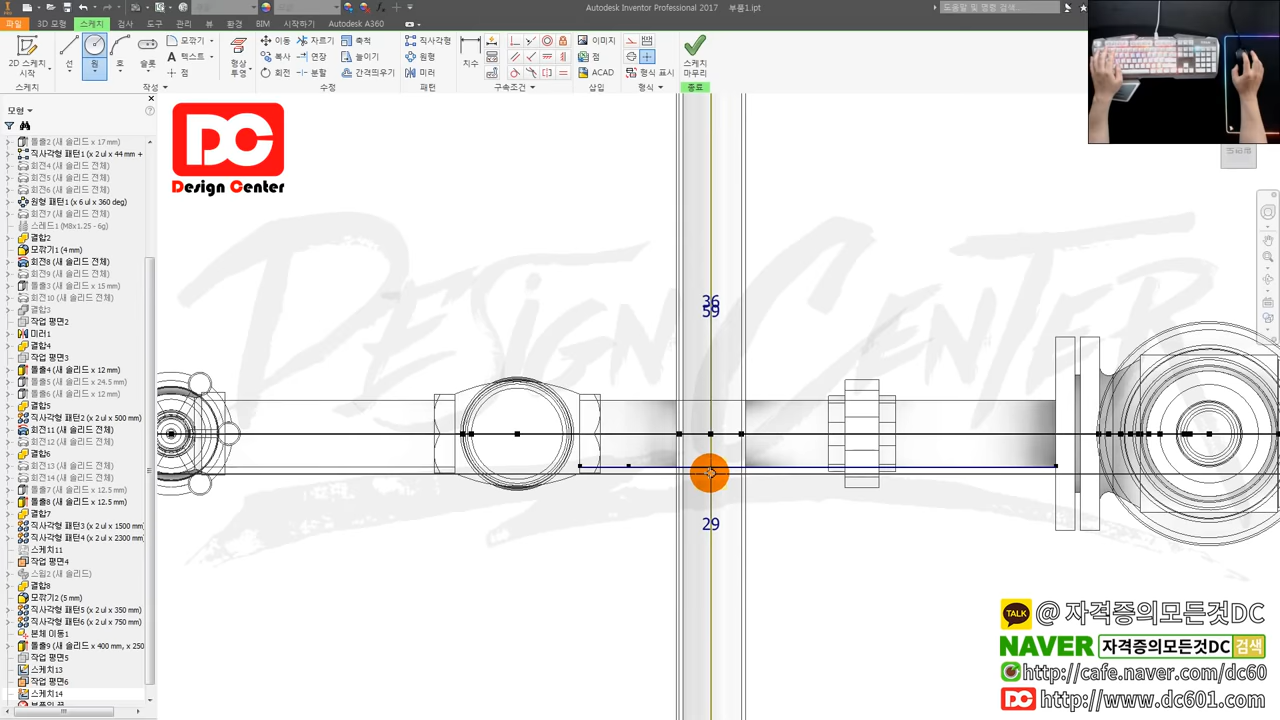 Autodesk Inventor Professional 2017 부품1.ipt
도움말 및 명령 검색...
파일 3D 모형 스케치 검사 도구 관리 뷰 환경 BIM 시작하기 Autodesk A360
2D 스케치 시작
선 원 호 슬롯
모깎기
텍스트
점
형상 투영
이동 자르기 축척
복사 연장 늘이기
회전 분할 간격띄우기
직사각형
원형
미러
치수
이미지
점
ACAD
형식 표시
스케치 마무리
스케치 작성 수정 패턴 구속조건 삽입 형식 종료
모형
돌출2 (새 솔리드 x 17 mm)
직사각형 패턴1 (x 2 ul x 44 mm +
회전4 (새 솔리드 전체)
회전5 (새 솔리드 전체)
회전6 (새 솔리드 전체)
원형 패턴1 (x 6 ul x 360 deg)
회전7 (새 솔리드 전체)
스레드1 (M8x1.25 - 6g)
결합2
모깎기1 (4 mm)
회전8 (새 솔리드 전체)
회전9 (새 솔리드 전체)
돌출3 (새 솔리드 x 15 mm)
회전10 (새 솔리드 전체)
결합3
작업 평면2
미러1
결합4
작업 평면3
돌출4 (새 솔리드 x 12 mm)
돌출5 (새 솔리드 x 24.5 mm)
돌출6 (새 솔리드 x 12 mm)
결합5
직사각형 패턴2 (x 2 ul x 500 mm)
회전11 (새 솔리드 전체)
회전12 (새 솔리드 전체)
결합6
회전13 (새 솔리드 전체)
회전14 (새 솔리드 전체)
돌출7 (새 솔리드 x 12.5 mm)
돌출8 (새 솔리드 x 12.5 mm)
결합7
직사각형 패턴3 (x 2 ul x 1500 mm)
직사각형 패턴4 (x 2 ul x 2300 mm)
스케치11
작업 평면4
스윕2 (새 솔리드)
결합8
모깎기2 (5 mm)
직사각형 패턴5 (x 2 ul x 350 mm)
직사각형 패턴6 (x 2 ul x 750 mm)
본체 이동1
돌출9 (새 솔리드 x 400 mm, x 250
작업 평면5
스케치13
작업 평면6
스케치14
DC
Design Center
DESIGN CENTER
36
59
29
TALK @ 자격증의모든것DC
NAVER 자격증의모든것DC 검색
http://cafe.naver.com/dc60
DC http://www.dc601.com